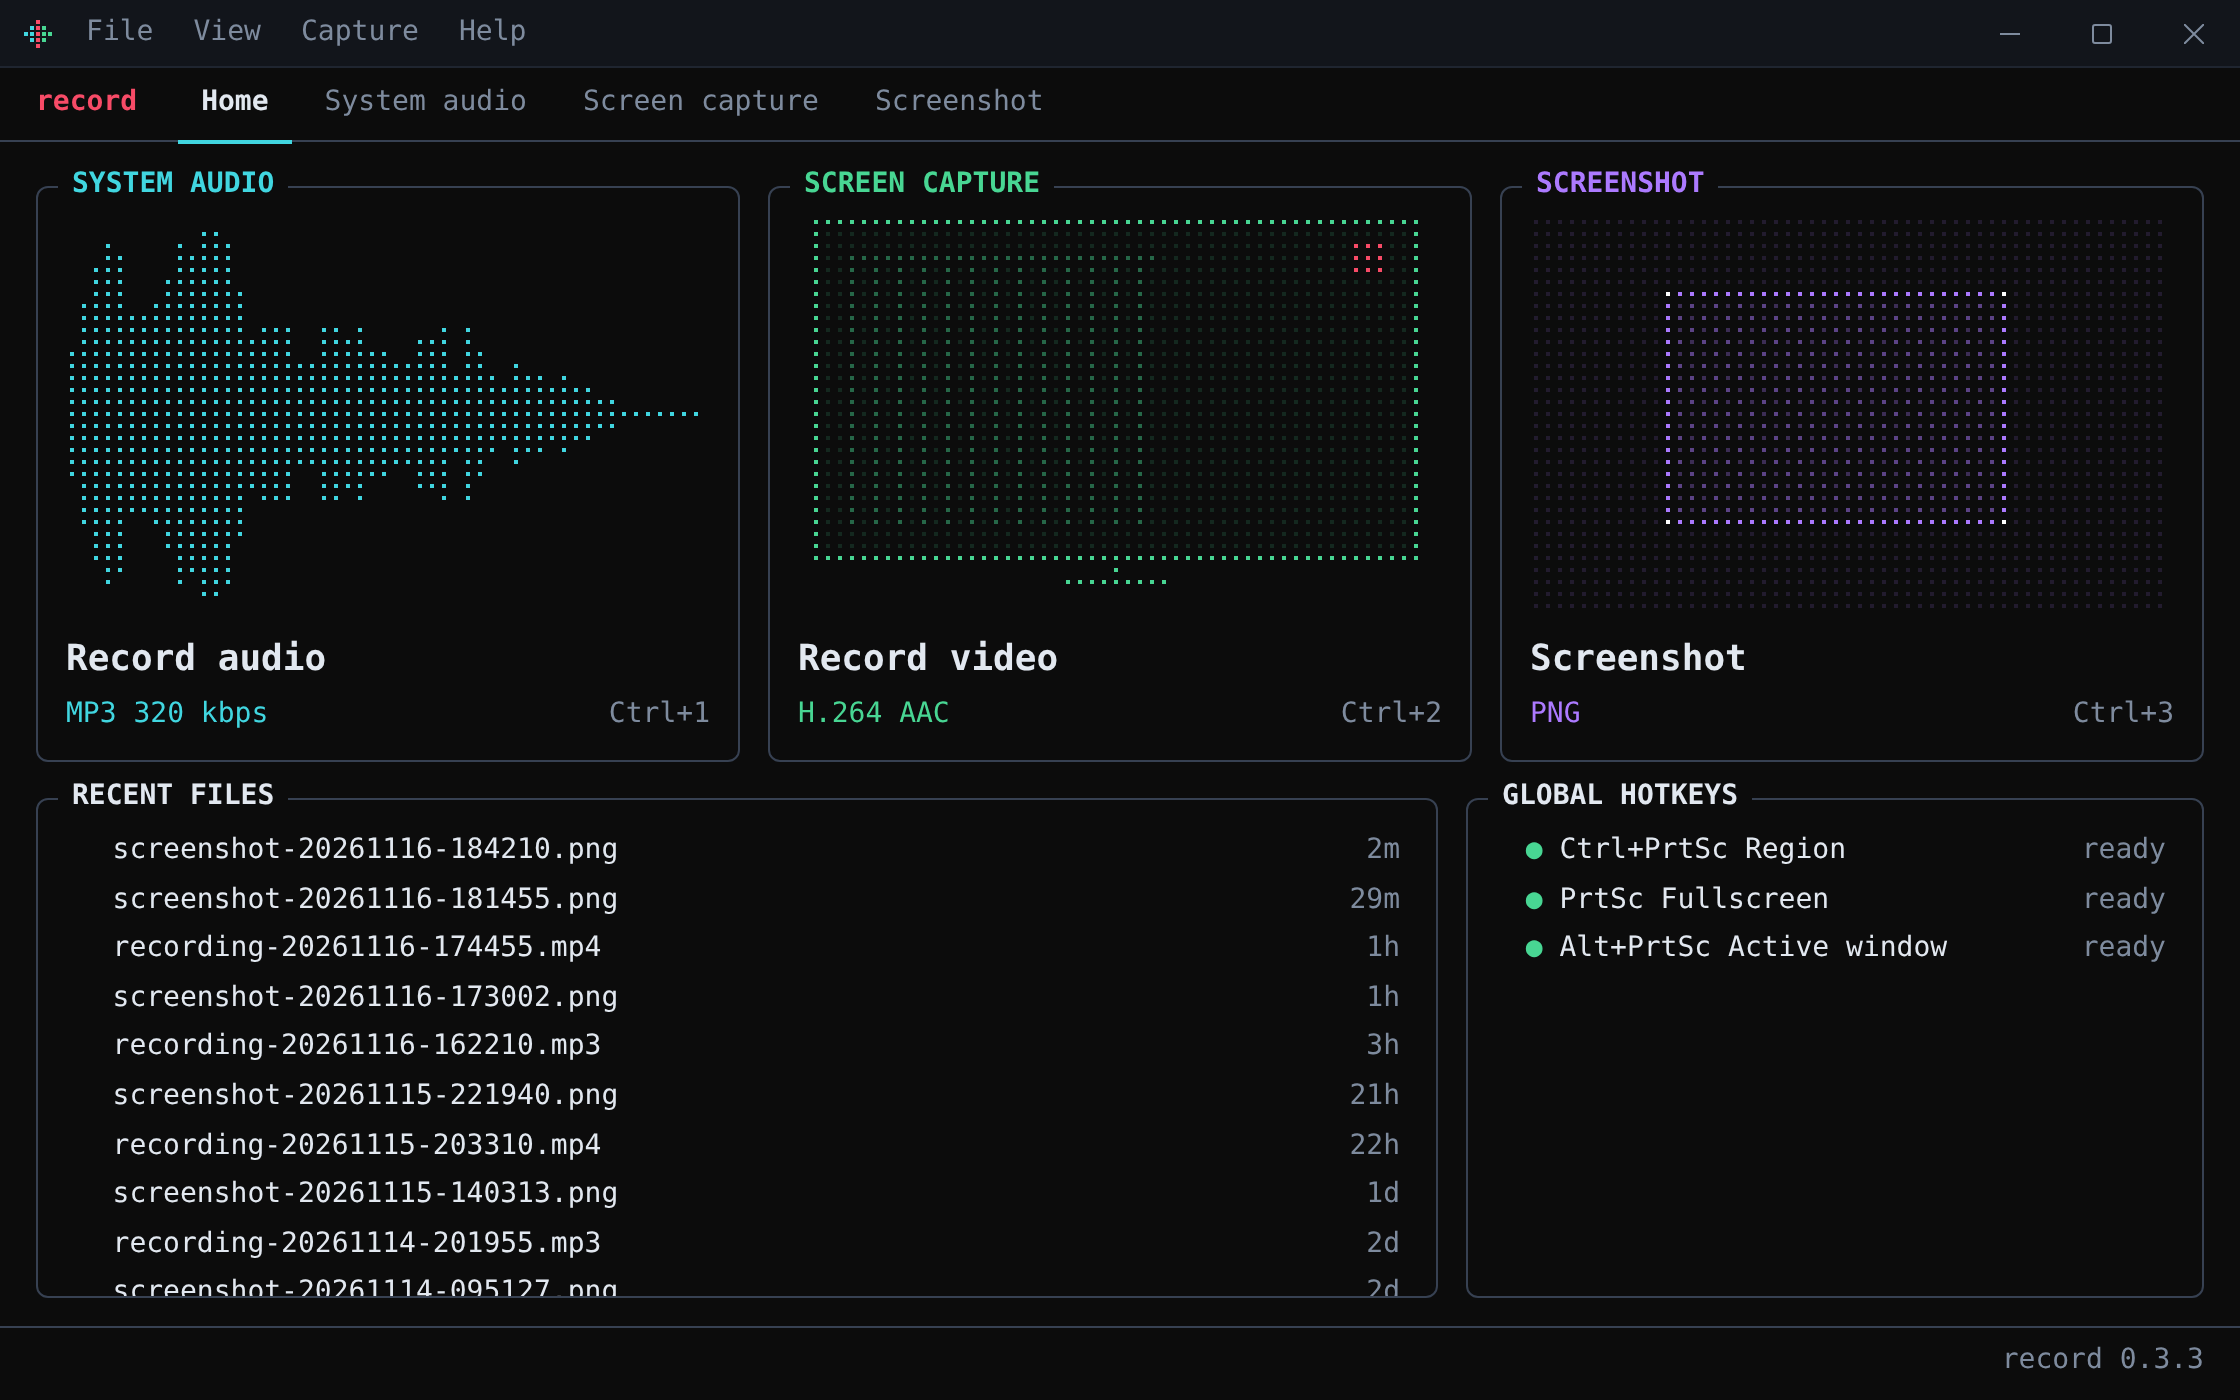 File View Capture Help
record Home System audio Screen capture Screenshot
SYSTEM AUDIO
Record audio
MP3 320 kbps Ctrl+1
SCREEN CAPTURE
Record video
H.264 AAC Ctrl+2
SCREENSHOT
Screenshot
PNG Ctrl+3
RECENT FILES
screenshot-20261116-184210.png 2m
screenshot-20261116-181455.png 29m
recording-20261116-174455.mp4 1h
screenshot-20261116-173002.png 1h
recording-20261116-162210.mp3 3h
screenshot-20261115-221940.png 21h
recording-20261115-203310.mp4 22h
screenshot-20261115-140313.png 1d
recording-20261114-201955.mp3 2d
screenshot-20261114-095127.png 2d
GLOBAL HOTKEYS
Ctrl+PrtSc Region ready
PrtSc Fullscreen ready
Alt+PrtSc Active window ready
record 0.3.3